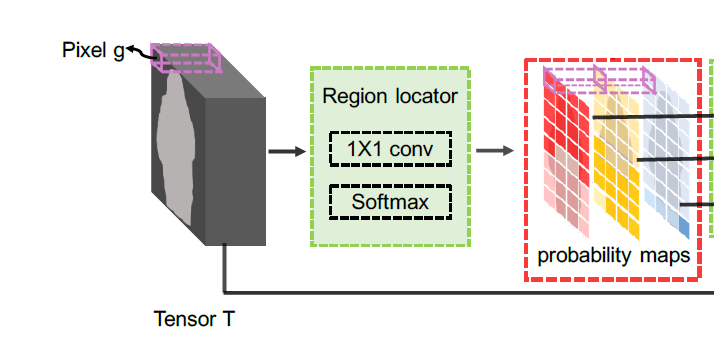 Pixel g
Region locator
1X1 conv
Softmax
probability maps
Tensor T